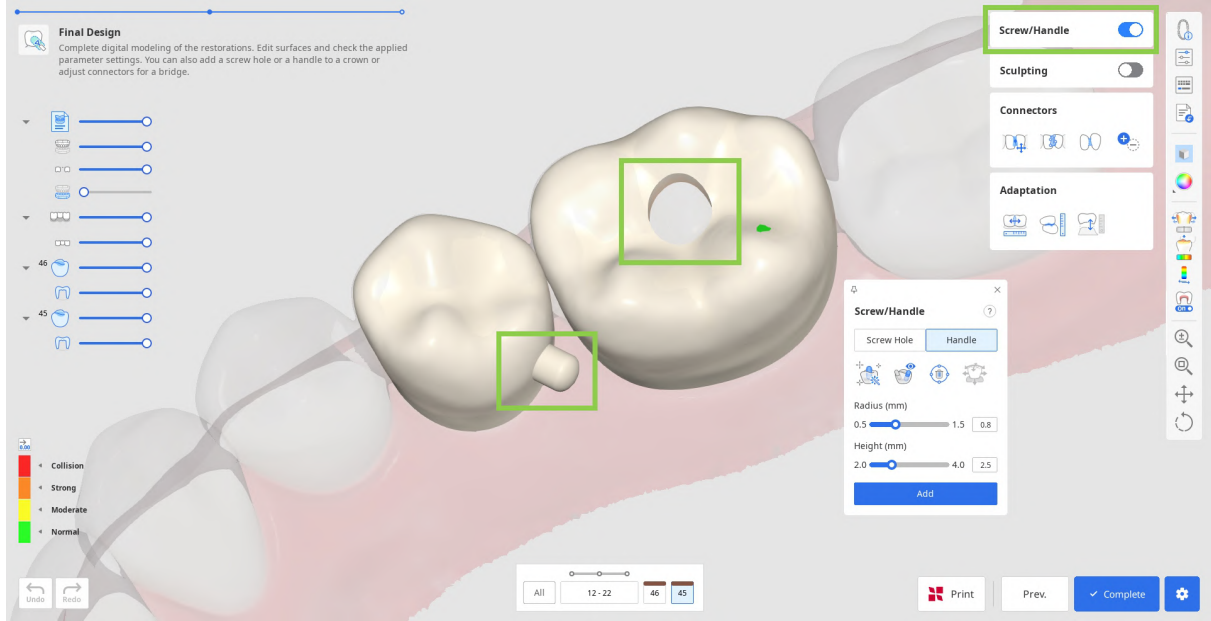 Final Design
Complete digital modeling of the restorations. Edit surfaces and check the applied
parameter settings. You can also add a screw hole or a handle to a crown or
adjust connectors for a bridge.
46
45
0.00
Collision
Strong
Moderate
Normal
Undo
Redo
All
12 - 22
46
45
Screw/Handle
Sculpting
Connectors
Adaptation
Screw/Handle
?
Screw Hole
Handle
Radius (mm)
0.5
1.5
0.8
Height (mm)
2.0
4.0
2.5
Add
ON
Print
Prev.
Complete